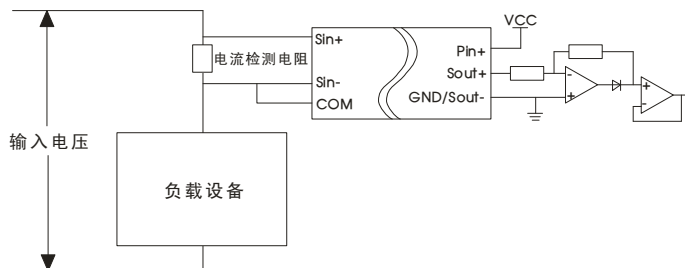 VCC
Sin+
Pin+
电流检测电阻
Sout+
Sin-
GND/Sout-
COM
输入电压
负载设备
-
+
+
-